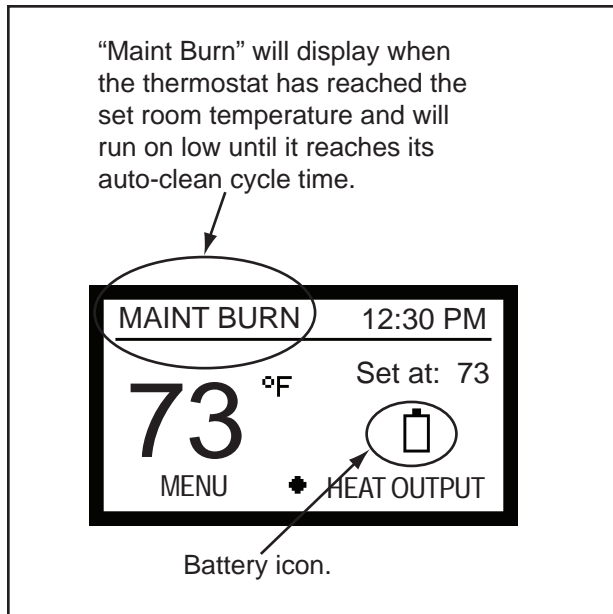 “Maint Burn” will display when
the thermostat has reached the
set room temperature and will
run on low until it reaches its
auto-clean cycle time.
MAINT BURN 12:30 PM
Set at: 73
73 °F
MENU HEAT OUTPUT
Battery icon.